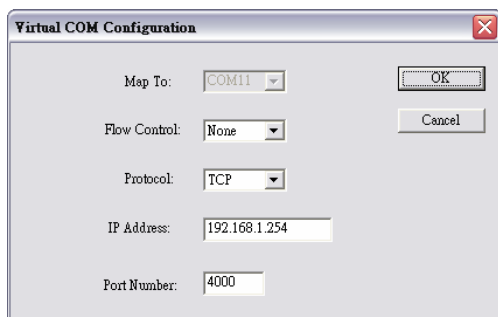 Virtual COM Configuration
Map To: COM11
OK
Flow Control: None
Cancel
Protocol: TCP
IP Address: 192.168.1.254
Port Number: 4000